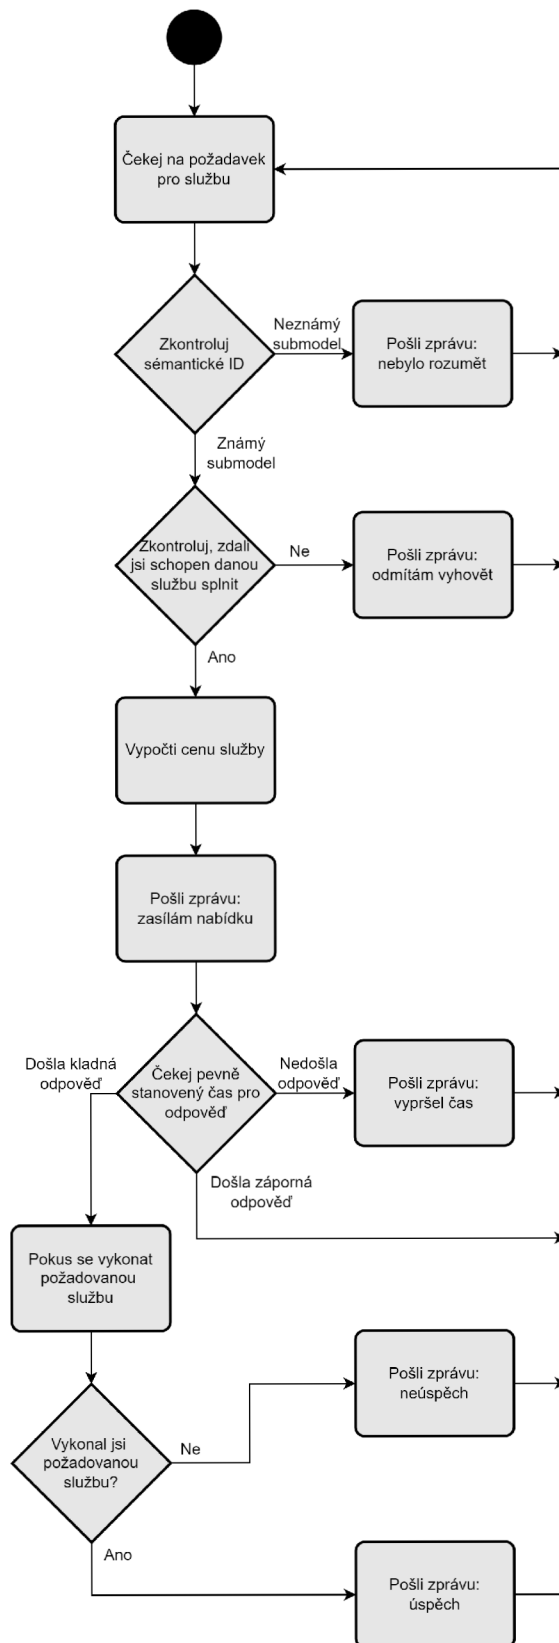 Čekej na požadavek
pro službu
Zkontroluj
sémantické ID
Neznámý
submodel
Pošli zprávu:
nebylo rozumět
Známý
submodel
Zkontroluj, zdali
jsi schopen danou
službu splnit
Ne
Pošli zprávu:
odmítám vyhovět
Ano
Vypočti cenu služby
Pošli zprávu:
zasílám nabídku
Došla kladná
odpověď
Čekej pevně
stanovený čas pro
odpověď
Nedošla
odpověď
Pošli zprávu:
vypršel čas
Došla záporná
odpověď
Pokus se vykonat
požadovanou
službu
Vykonal jsi
požadovanou
službu?
Ne
Pošli zprávu:
neúspěch
Ano
Pošli zprávu:
úspěch